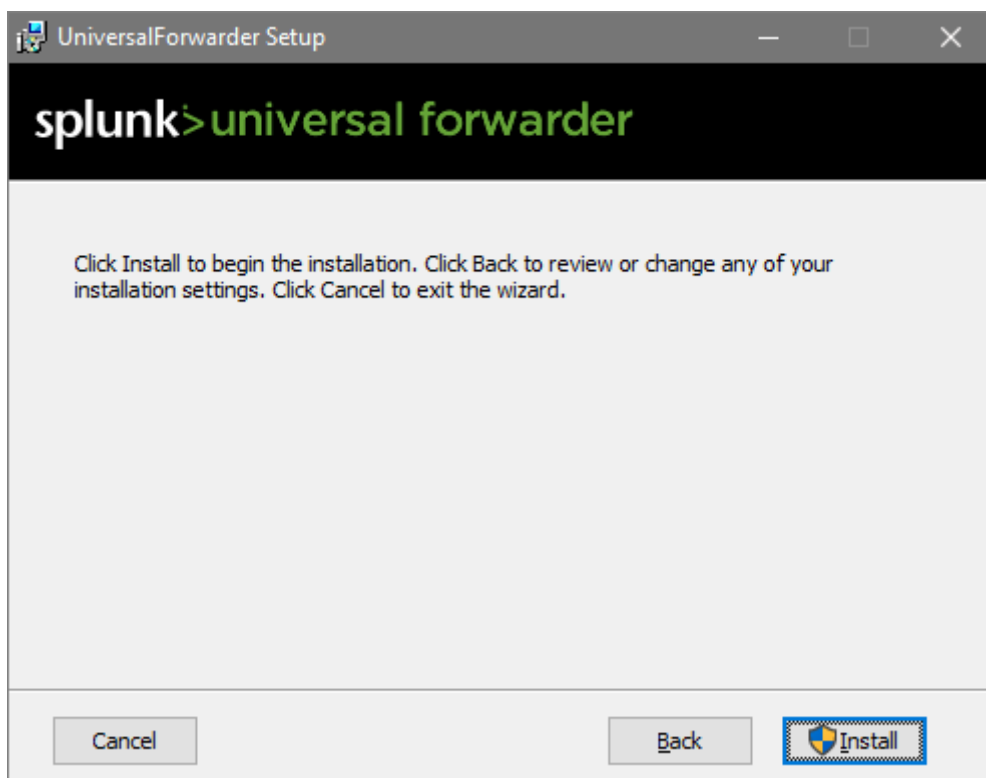 UniversalForwarder Setup
splunk>universal forwarder
Click Install to begin the installation. Click Back to review or change any of your
installation settings. Click Cancel to exit the wizard.
Cancel
Back
Install